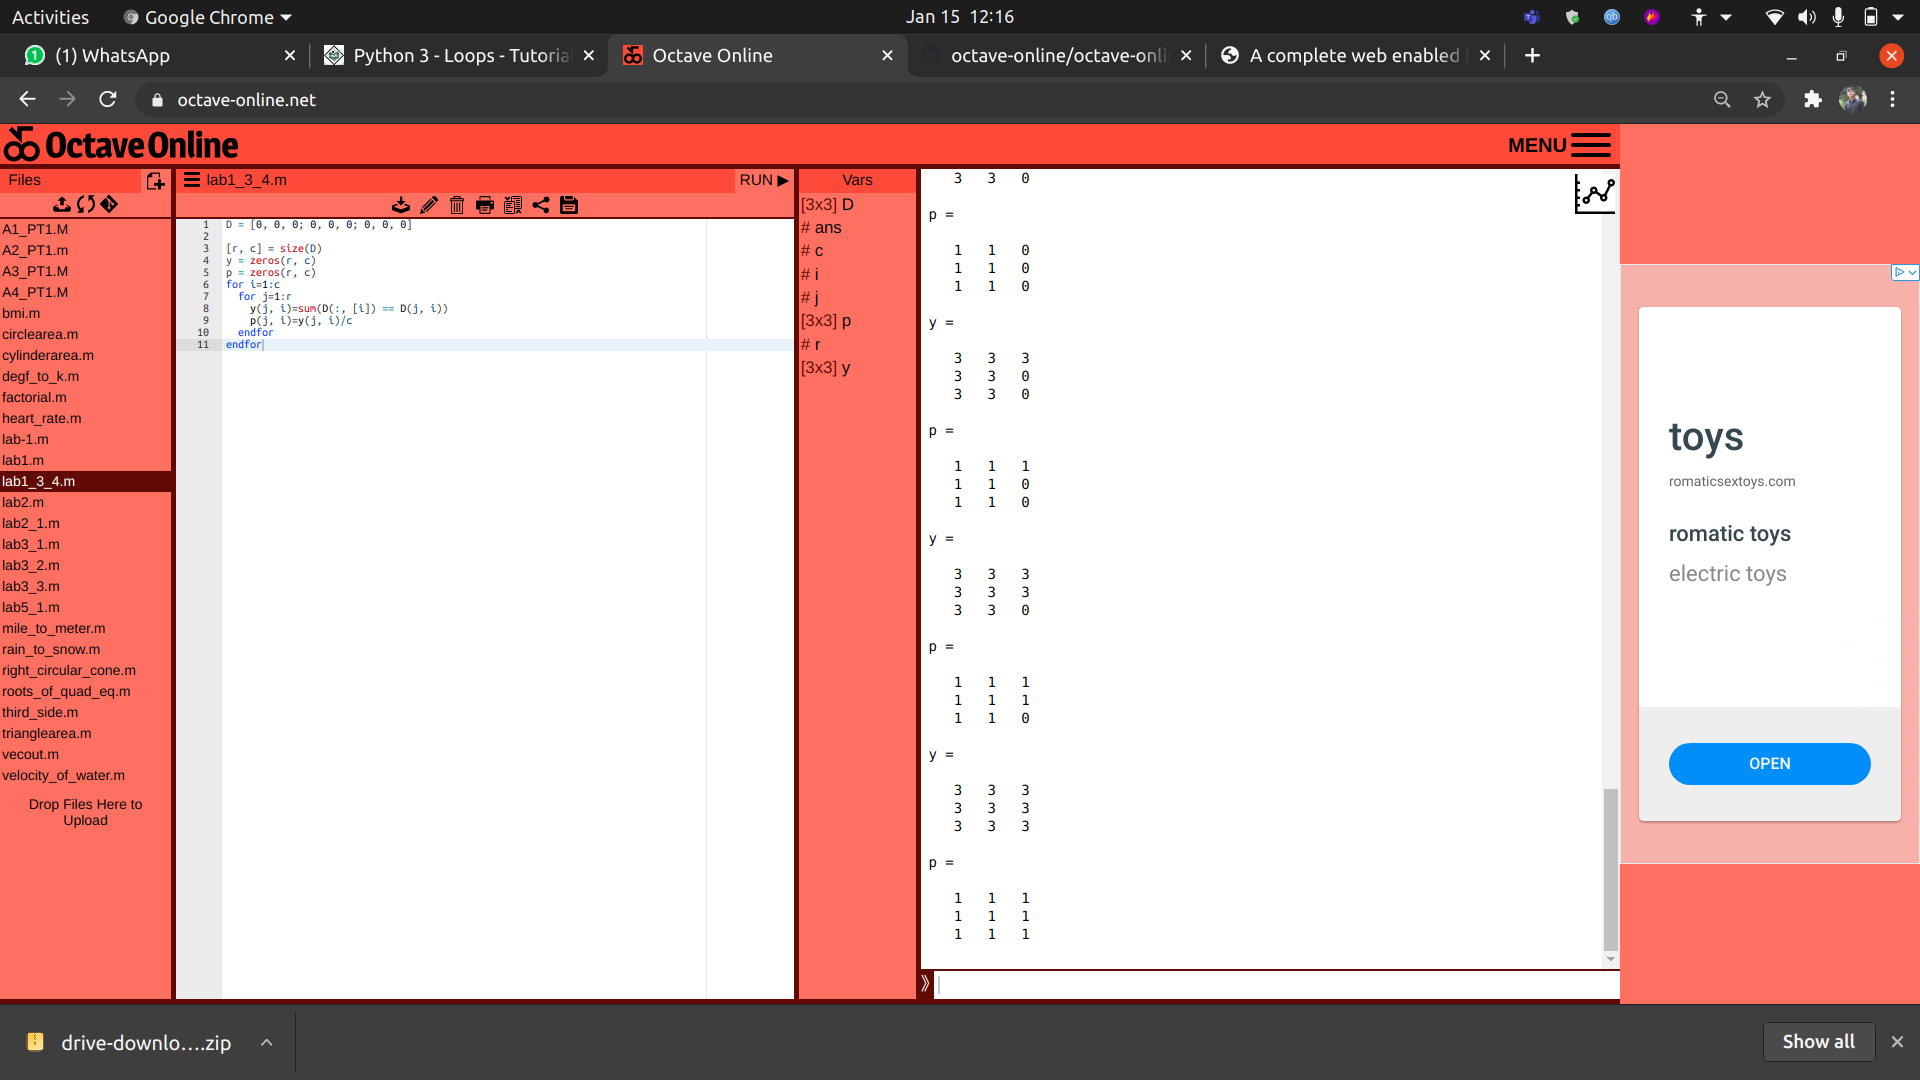 Activities
Google Chrome
Jan 15 12:16
(1) WhatsApp
Python 3 - Loops - Tutoria
Octave Online
octave-online/octave-onli
A complete web enabled
octave-online.net
Octave Online
MENU
Files
lab1_3_4.m
RUN ▶
Vars
A1_PT1.M
A2_PT1.m
A3_PT1.M
A4_PT1.M
bmi.m
circlearea.m
cylinderarea.m
degf_to_k.m
factorial.m
heart_rate.m
lab-1.m
lab1.m
lab1_3_4.m
lab2.m
lab2_1.m
lab3_1.m
lab3_2.m
lab3_3.m
lab5_1.m
mile_to_meter.m
rain_to_snow.m
right_circular_cone.m
roots_of_quad_eq.m
third_side.m
trianglearea.m
vecout.m
velocity_of_water.m
Drop Files Here to
Upload
1 D = [0, 0, 0; 0, 0, 0; 0, 0, 0]
2
3 [r, c] = size(D)
4 y = zeros(r, c)
5 p = zeros(r, c)
6 for i=1:c
7 for j=1:r
8 y(j, i)=sum(D(:, [i]) == D(j, i))
9 p(j, i)=y(j, i)/c
10 endfor
11 endfor
[3x3] D
# ans
# c
# i
# j
[3x3] p
# r
[3x3] y
3 3 0
p =
1 1 0
1 1 0
1 1 0
y =
3 3 3
3 3 0
3 3 0
p =
1 1 1
1 1 0
1 1 0
y =
3 3 3
3 3 3
3 3 0
p =
1 1 1
1 1 1
1 1 0
y =
3 3 3
3 3 3
3 3 3
p =
1 1 1
1 1 1
1 1 1
toys
romaticsextoys.com
romatic toys
electric toys
OPEN
drive-downlo....zip
Show all